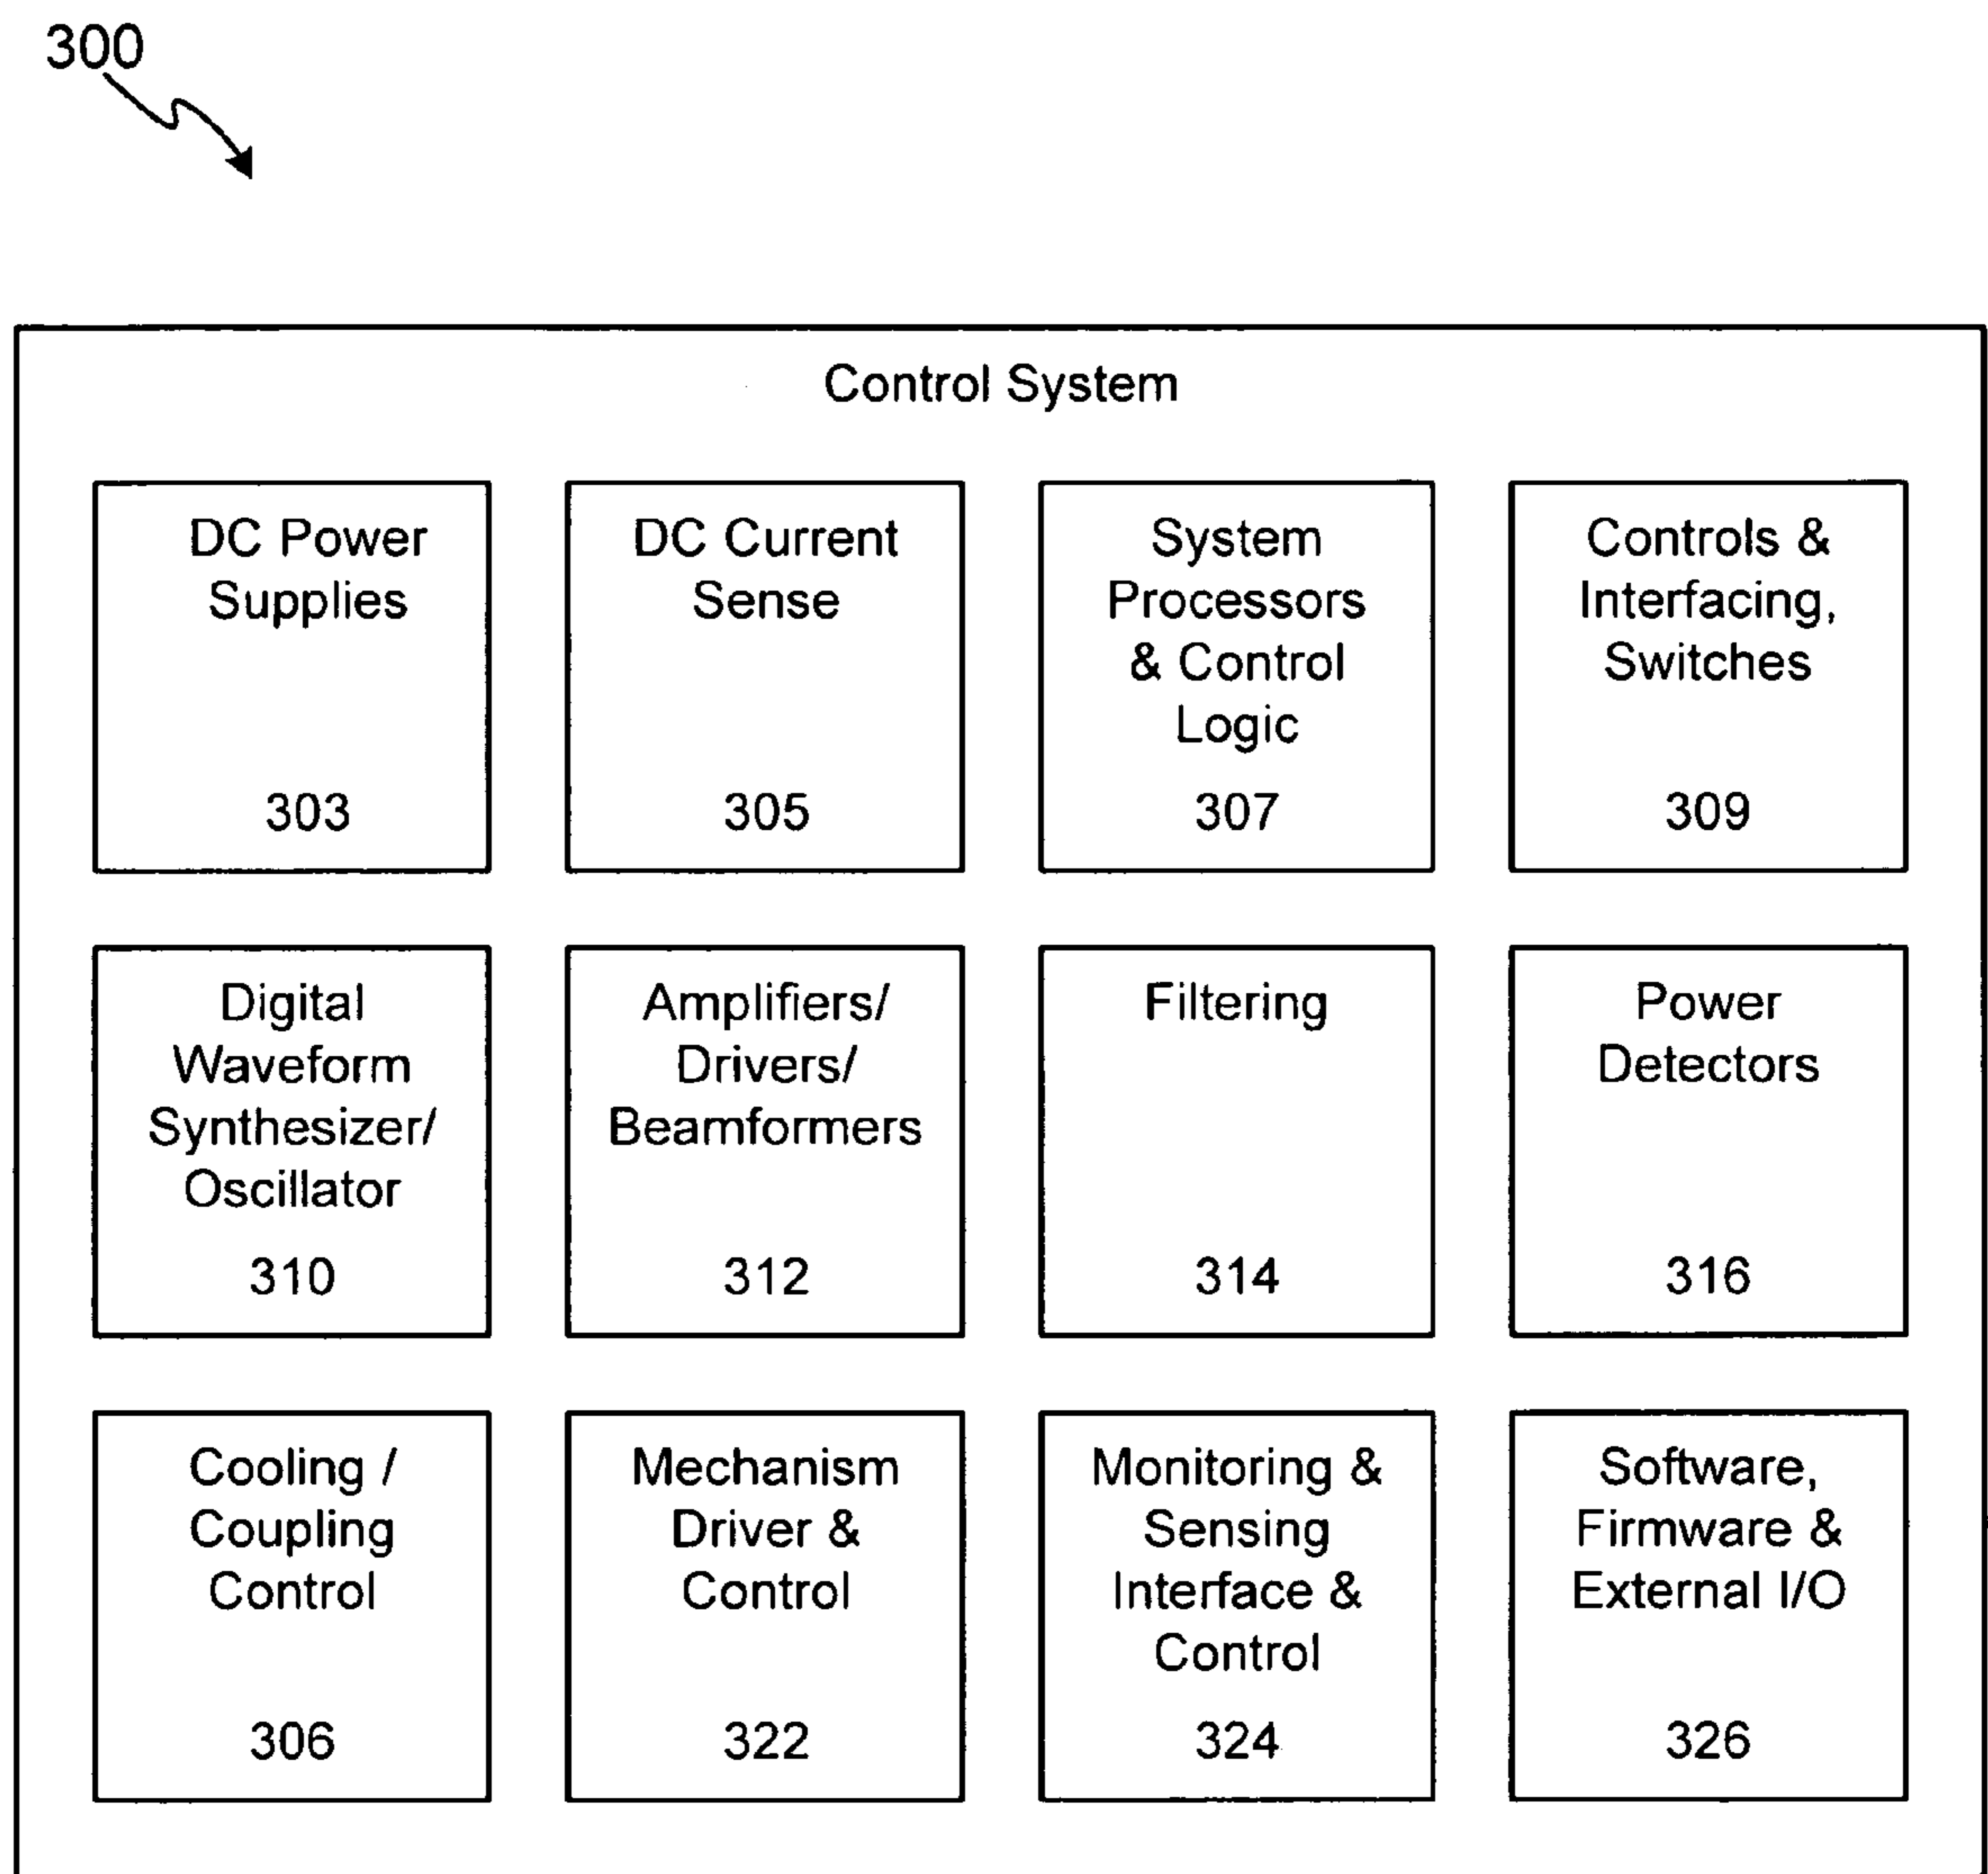 300
Control System
DC Power
Supplies
303
DC Current
Sense
305
System
Processors
& Control
Logic
307
Controls &
Interfacing,
Switches
309
Digital
Waveform
Synthesizer/
Oscillator
310
Amplifiers/
Drivers/
Beamformers
312
Filtering
314
Power
Detectors
316
Cooling /
Coupling
Control
306
Mechanism
Driver &
Control
322
Monitoring &
Sensing
Interface &
Control
324
Software,
Firmware &
External I/O
326